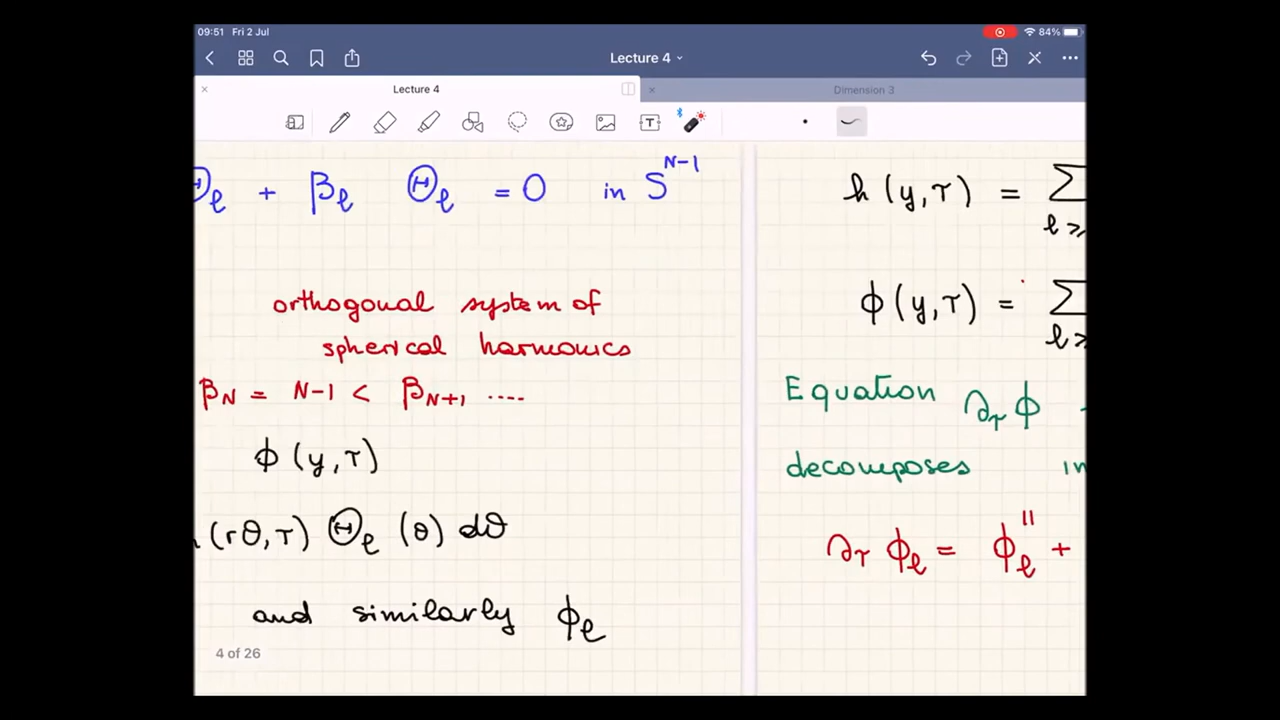 09:51 Fri 2 Jul 84%
Lecture 4
Lecture 4 Dimension 3
Θ_ℓ + β_ℓ Θ_ℓ = 0 in S^{N-1}
orthogonal system of
spherical harmonics
β_N = N-1 < β_{N+1} ....
ϕ (y,τ)
(rθ,τ) Θ_ℓ (θ) dθ
and similarly ϕ_ℓ
4 of 26
h (y,τ) = ∑
ℓ ⩾
ϕ (y,τ) = ∑
ℓ ⩾
Equation ∂_τ ϕ
decomposes in
∂_τ ϕ_ℓ = ϕ_ℓ'' +